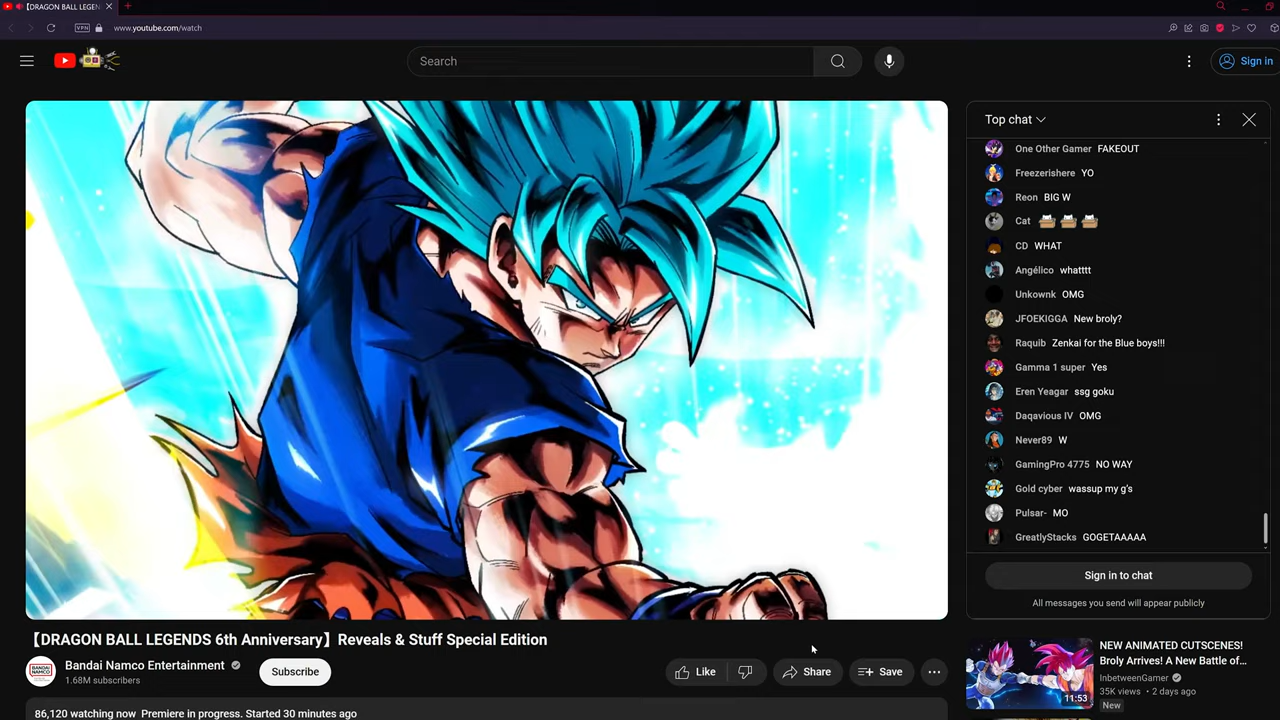 【DRAGON BALL LEGEN
VPN
www.youtube.com/watch
Search
Sign in
Top chat
One Other Gamer FAKEOUT
Freezerishere YO
Reon BIG W
Cat
CD WHAT
Angélico whatttt
Unkownk OMG
JFOEKIGGA New broly?
Raquib Zenkai for the Blue boys!!!
Gamma 1 super Yes
Eren Yeagar ssg goku
Daqavious IV OMG
Never89 W
GamingPro 4775 NO WAY
Gold cyber wassup my g's
Pulsar- MO
GreatlyStacks GOGETAAAAA
Sign in to chat
All messages you send will appear publicly
【DRAGON BALL LEGENDS 6th Anniversary】Reveals & Stuff Special Edition
BANDAI
NAMCO
Bandai Namco Entertainment
1.68M subscribers
Subscribe
Like
Share
Save
86,120 watching now Premiere in progress. Started 30 minutes ago
NEW ANIMATED CUTSCENES!
Broly Arrives! A New Battle of...
InbetweenGamer
35K views • 2 days ago
New
11:53